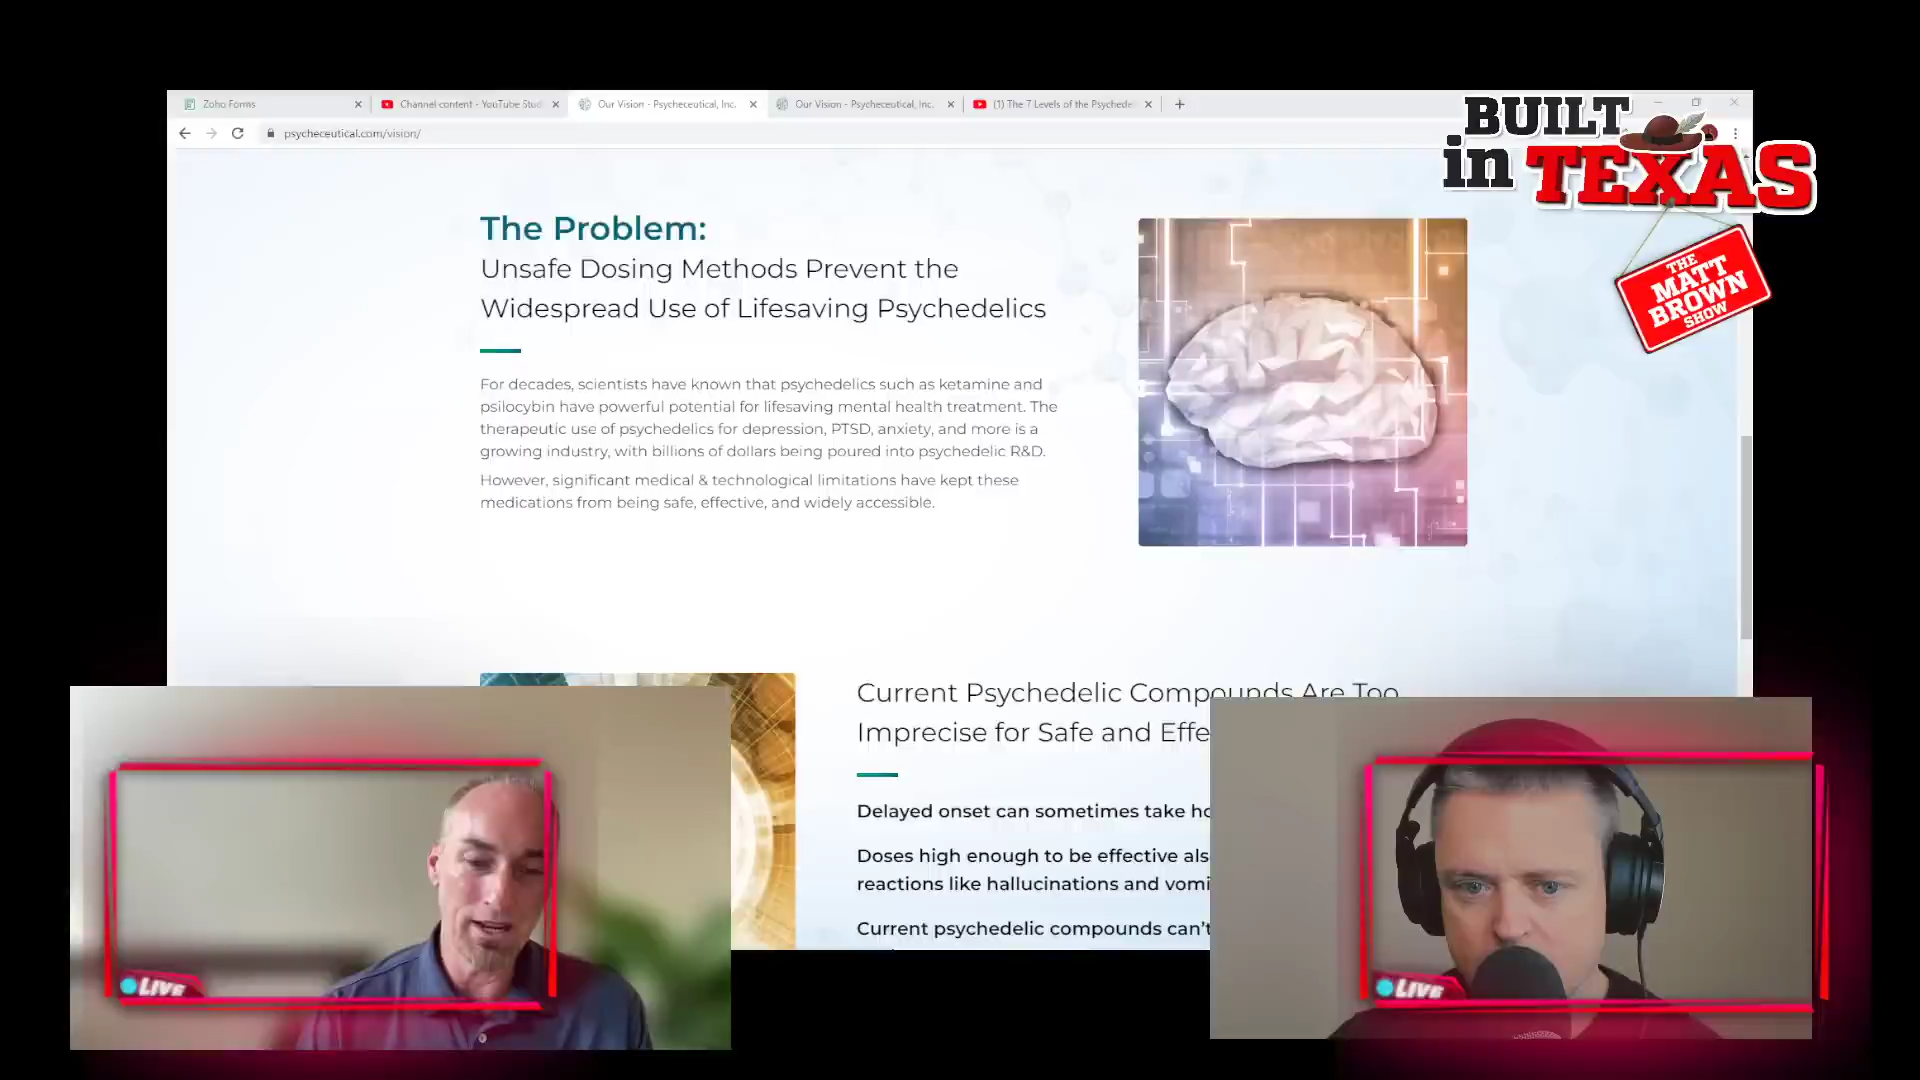 Zoho Forms
Channel content - YouTube Stud
Our Vision - Psycheceutical, Inc.
Our Vision - Psycheceutical, Inc.
(1) The 7 Levels of the Psychede
psycheceutical.com/vision/
BUILT
in TEXAS
THE
MATT
BROWN
SHOW
The Problem:
Unsafe Dosing Methods Prevent the
Widespread Use of Lifesaving Psychedelics
For decades, scientists have known that psychedelics such as ketamine and
psilocybin have powerful potential for lifesaving mental health treatment. The
therapeutic use of psychedelics for depression, PTSD, anxiety, and more is a
growing industry, with billions of dollars being poured into psychedelic R&D.
However, significant medical & technological limitations have kept these
medications from being safe, effective, and widely accessible.
Current Psychedelic Compounds Are Too
Imprecise for Safe and Effe
Delayed onset can sometimes take ho
Doses high enough to be effective als
reactions like hallucinations and vomi
Current psychedelic compounds can't
LIVE
LIVE